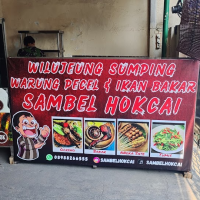 WILUJEUNG SUMPING
WARUNG PECEL & IKAN BAKAR
SAMBEL HOKCAI
SAMBELHOKCAI
SAMBELHOKCAI